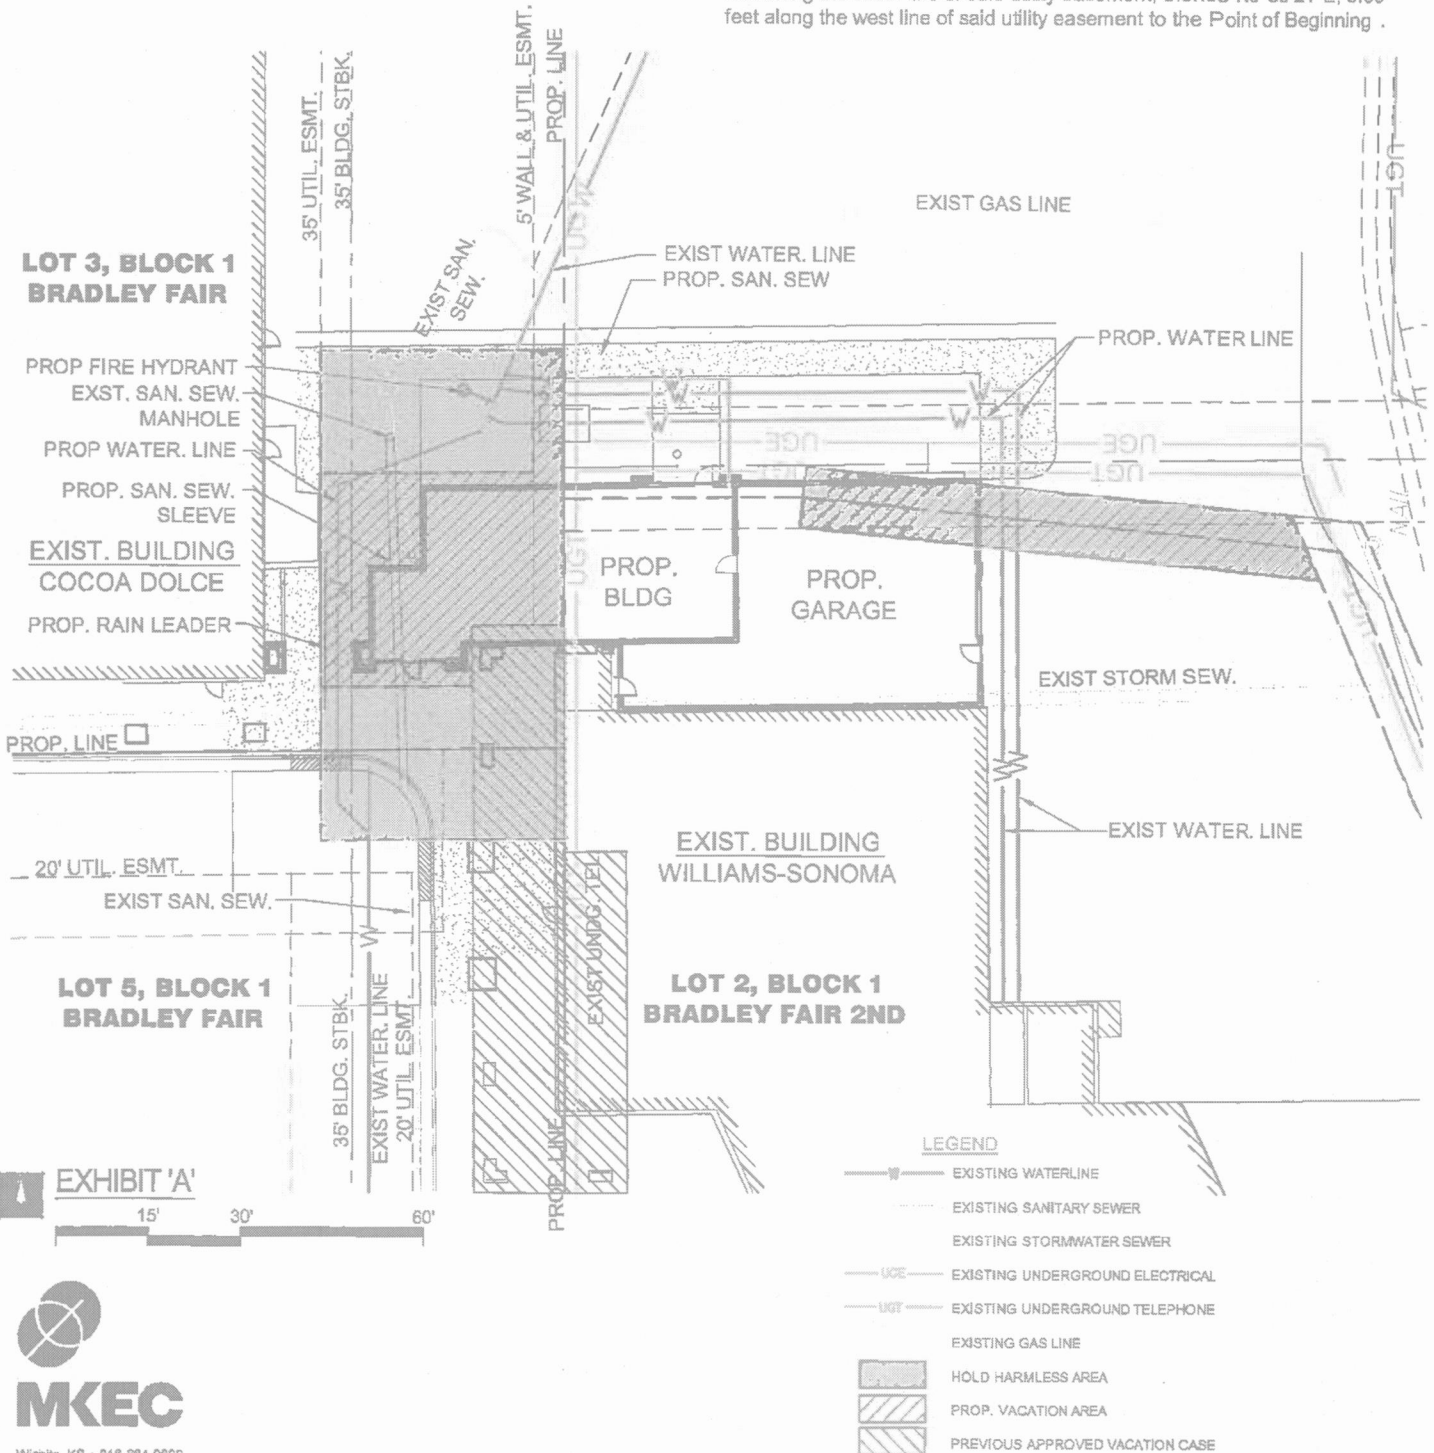 feet along the west line of said utility easement to the Point of Beginning .
35' UTIL. ESMT.
35' BLDG. STBK.
5' WALL & UTIL. ESMT.
PROP. LINE
UGT
EXIST GAS LINE
LOT 3, BLOCK 1
BRADLEY FAIR
EXIST SAN.
SEW.
UGT
EXIST WATER. LINE
PROP. SAN. SEW
PROP. WATER LINE
PROP FIRE HYDRANT
EXST. SAN. SEW.
MANHOLE
PROP WATER. LINE
PROP. SAN. SEW.
SLEEVE
EXIST. BUILDING
COCOA DOLCE
PROP. RAIN LEADER
W
W
W
W
UGE
UGE
UGT
UGT
UGT
PROP.
BLDG
PROP.
GARAGE
UGT
EXIST STORM SEW.
PROP. LINE
EXIST WATER. LINE
EXIST. BUILDING
WILLIAMS-SONOMA
20' UTIL. ESMT.
EXIST SAN. SEW.
W
EXIST UNDG. TEL
LOT 5, BLOCK 1
BRADLEY FAIR
LOT 2, BLOCK 1
BRADLEY FAIR 2ND
35' BLDG. STBK.
EXIST WATER. LINE
20' UTIL. ESMT.
PROP. LINE
EXHIBIT 'A'
15' 30' 60'
LEGEND
W EXISTING WATERLINE
EXISTING SANITARY SEWER
EXISTING STORMWATER SEWER
UGE EXISTING UNDERGROUND ELECTRICAL
UGT EXISTING UNDERGROUND TELEPHONE
EXISTING GAS LINE
HOLD HARMLESS AREA
PROP. VACATION AREA
PREVIOUS APPROVED VACATION CASE
MKEC